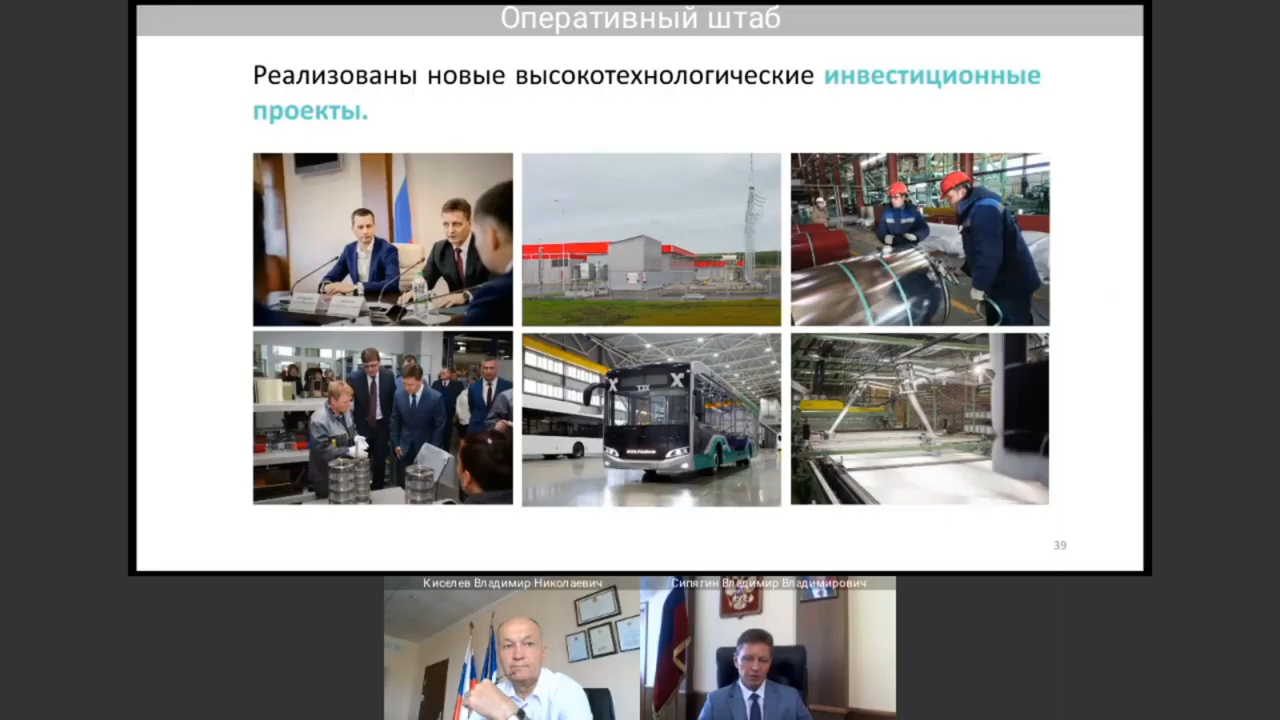 Оперативный штаб
Реализованы новые высокотехнологические инвестиционные
проекты.
39
Киселев Владимир Николаевич
Сипягин Владимир Владимирович